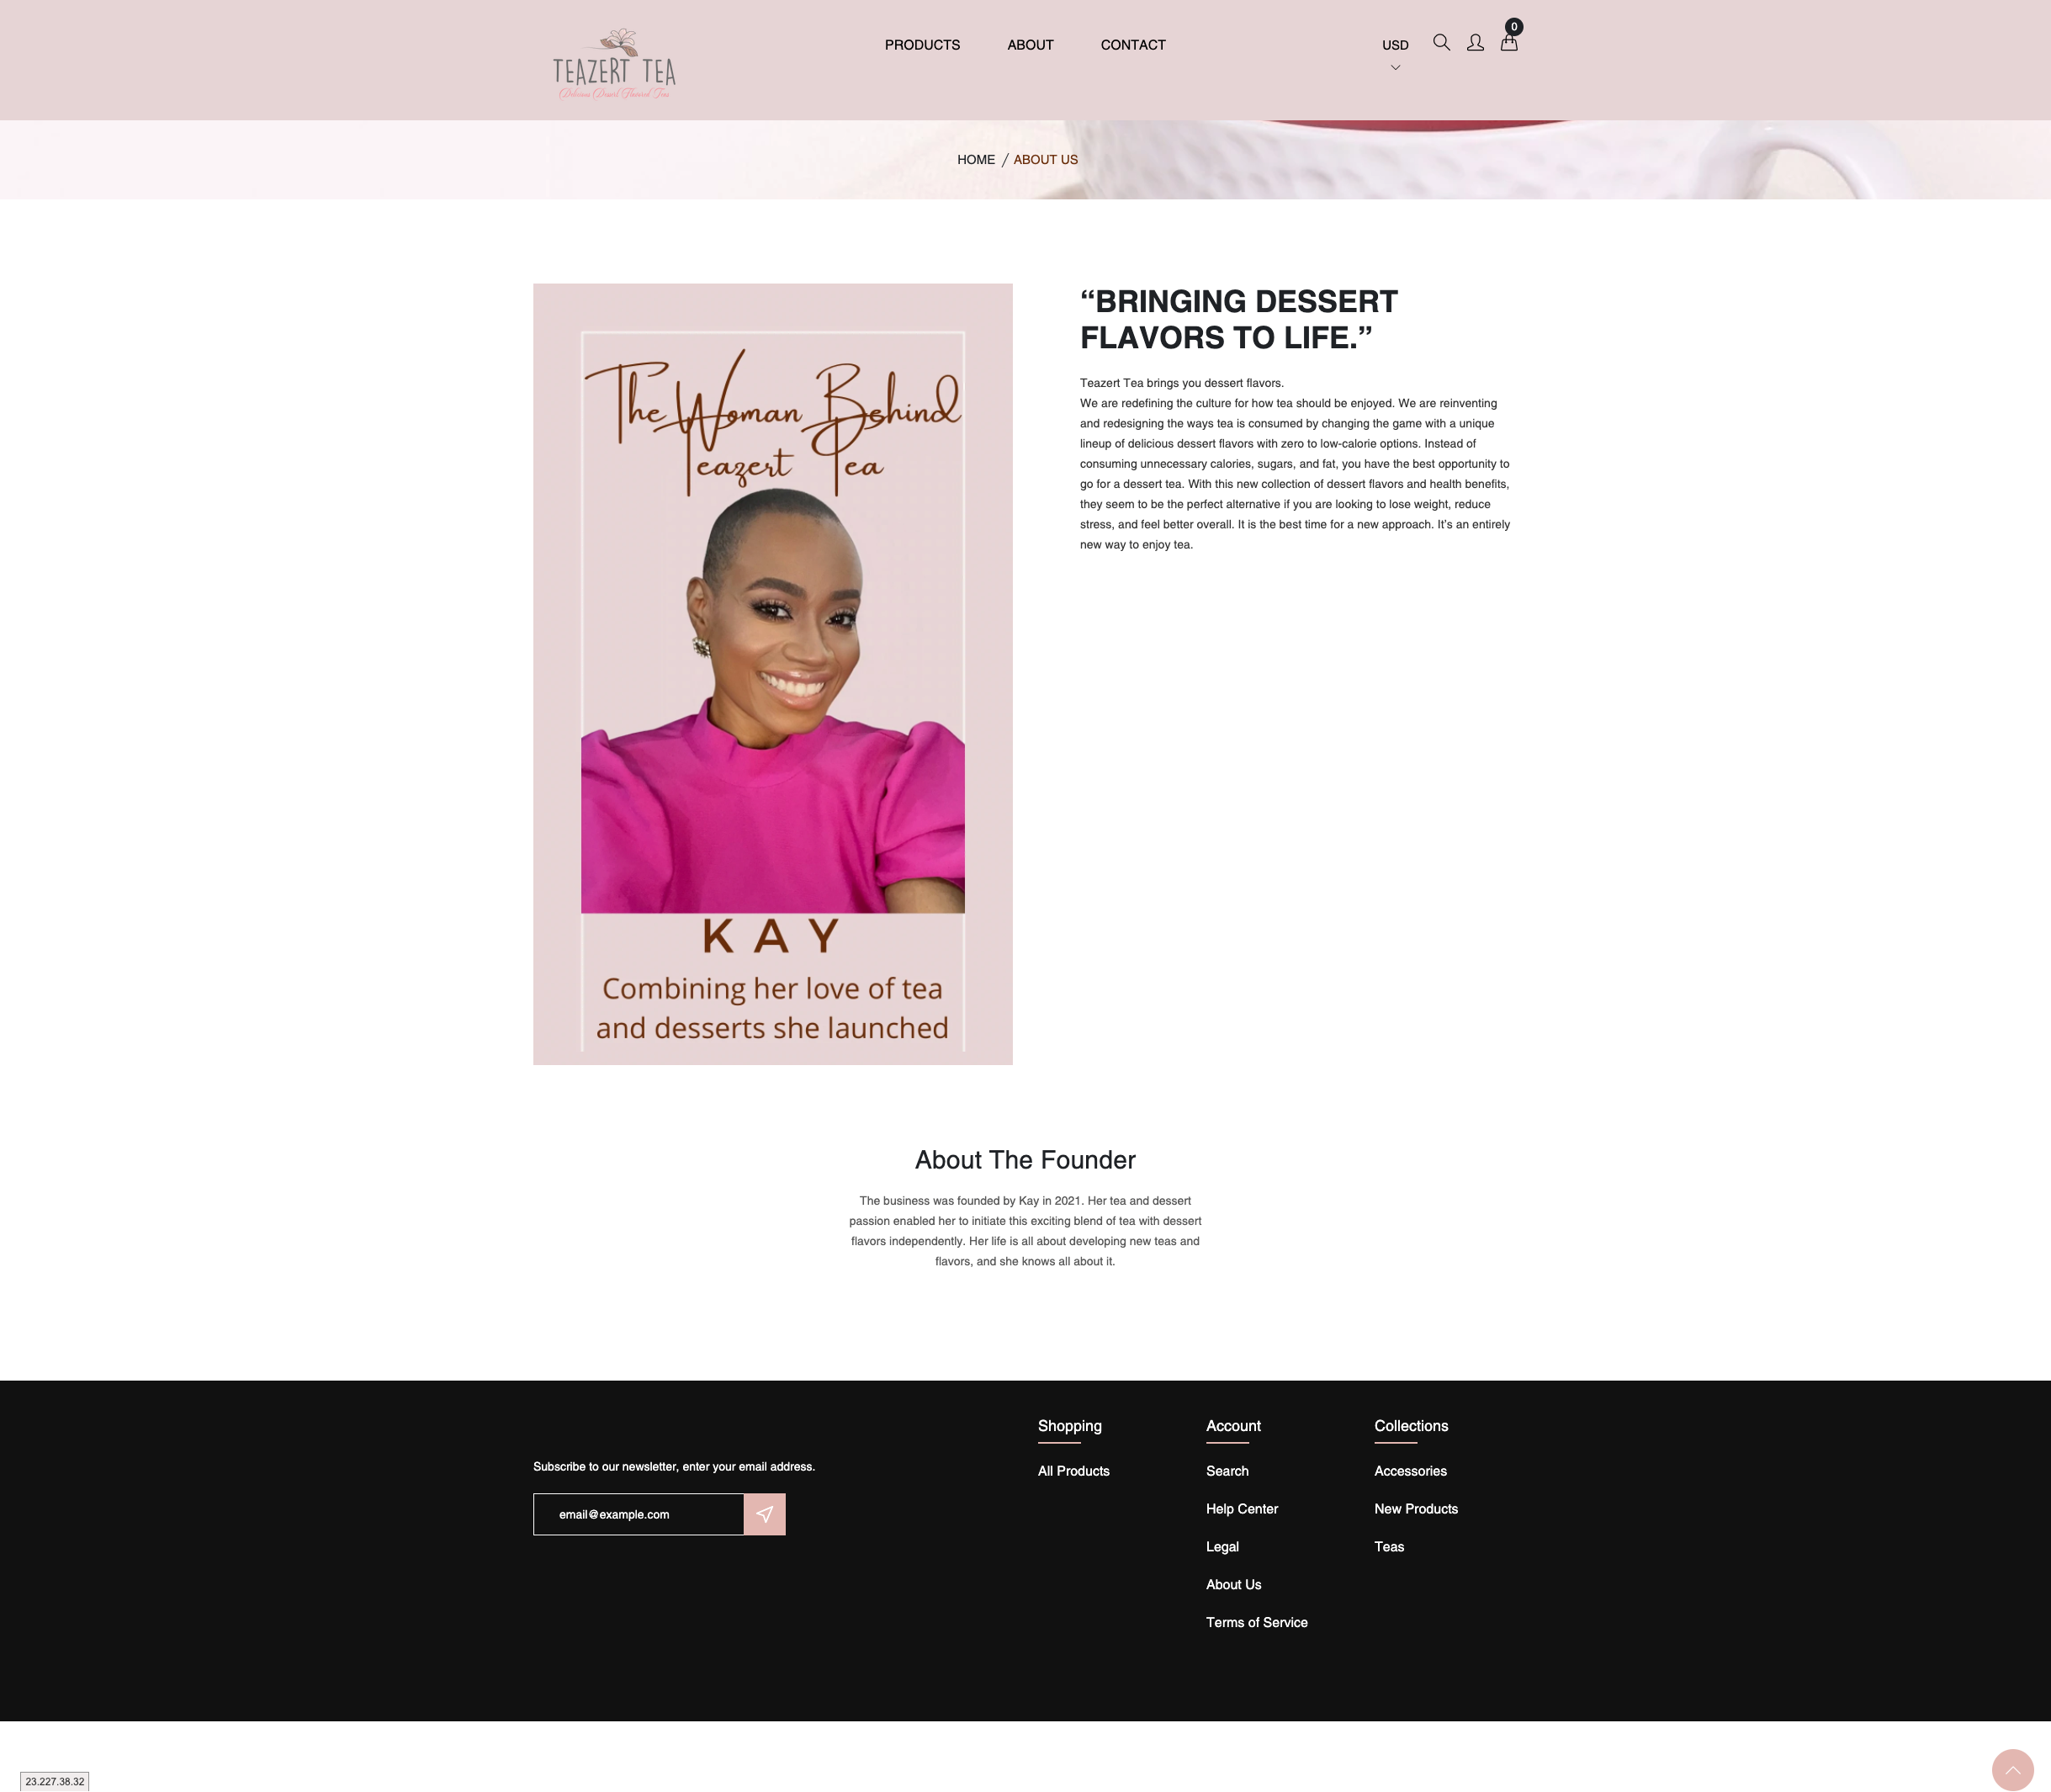 TEAZERT TEA
Delicious Desert Flavored Teas
PRODUCTS
ABOUT
CONTACT
USD
0
HOME / ABOUT US
The Woman Behind
Teazert Tea
KAY
Combining her love of tea
and desserts she launched
“BRINGING DESSERT
FLAVORS TO LIFE.”
Teazert Tea brings you dessert flavors.
We are redefining the culture for how tea should be enjoyed. We are reinventing
and redesigning the ways tea is consumed by changing the game with a unique
lineup of delicious dessert flavors with zero to low-calorie options. Instead of
consuming unnecessary calories, sugars, and fat, you have the best opportunity to
go for a dessert tea. With this new collection of dessert flavors and health benefits,
they seem to be the perfect alternative if you are looking to lose weight, reduce
stress, and feel better overall. It is the best time for a new approach. It's an entirely
new way to enjoy tea.
About The Founder
The business was founded by Kay in 2021. Her tea and dessert
passion enabled her to initiate this exciting blend of tea with dessert
flavors independently. Her life is all about developing new teas and
flavors, and she knows all about it.
Subscribe to our newsletter, enter your email address.
email@example.com
Shopping
All Products
Account
Search
Help Center
Legal
About Us
Terms of Service
Collections
Accessories
New Products
Teas
23.227.38.32